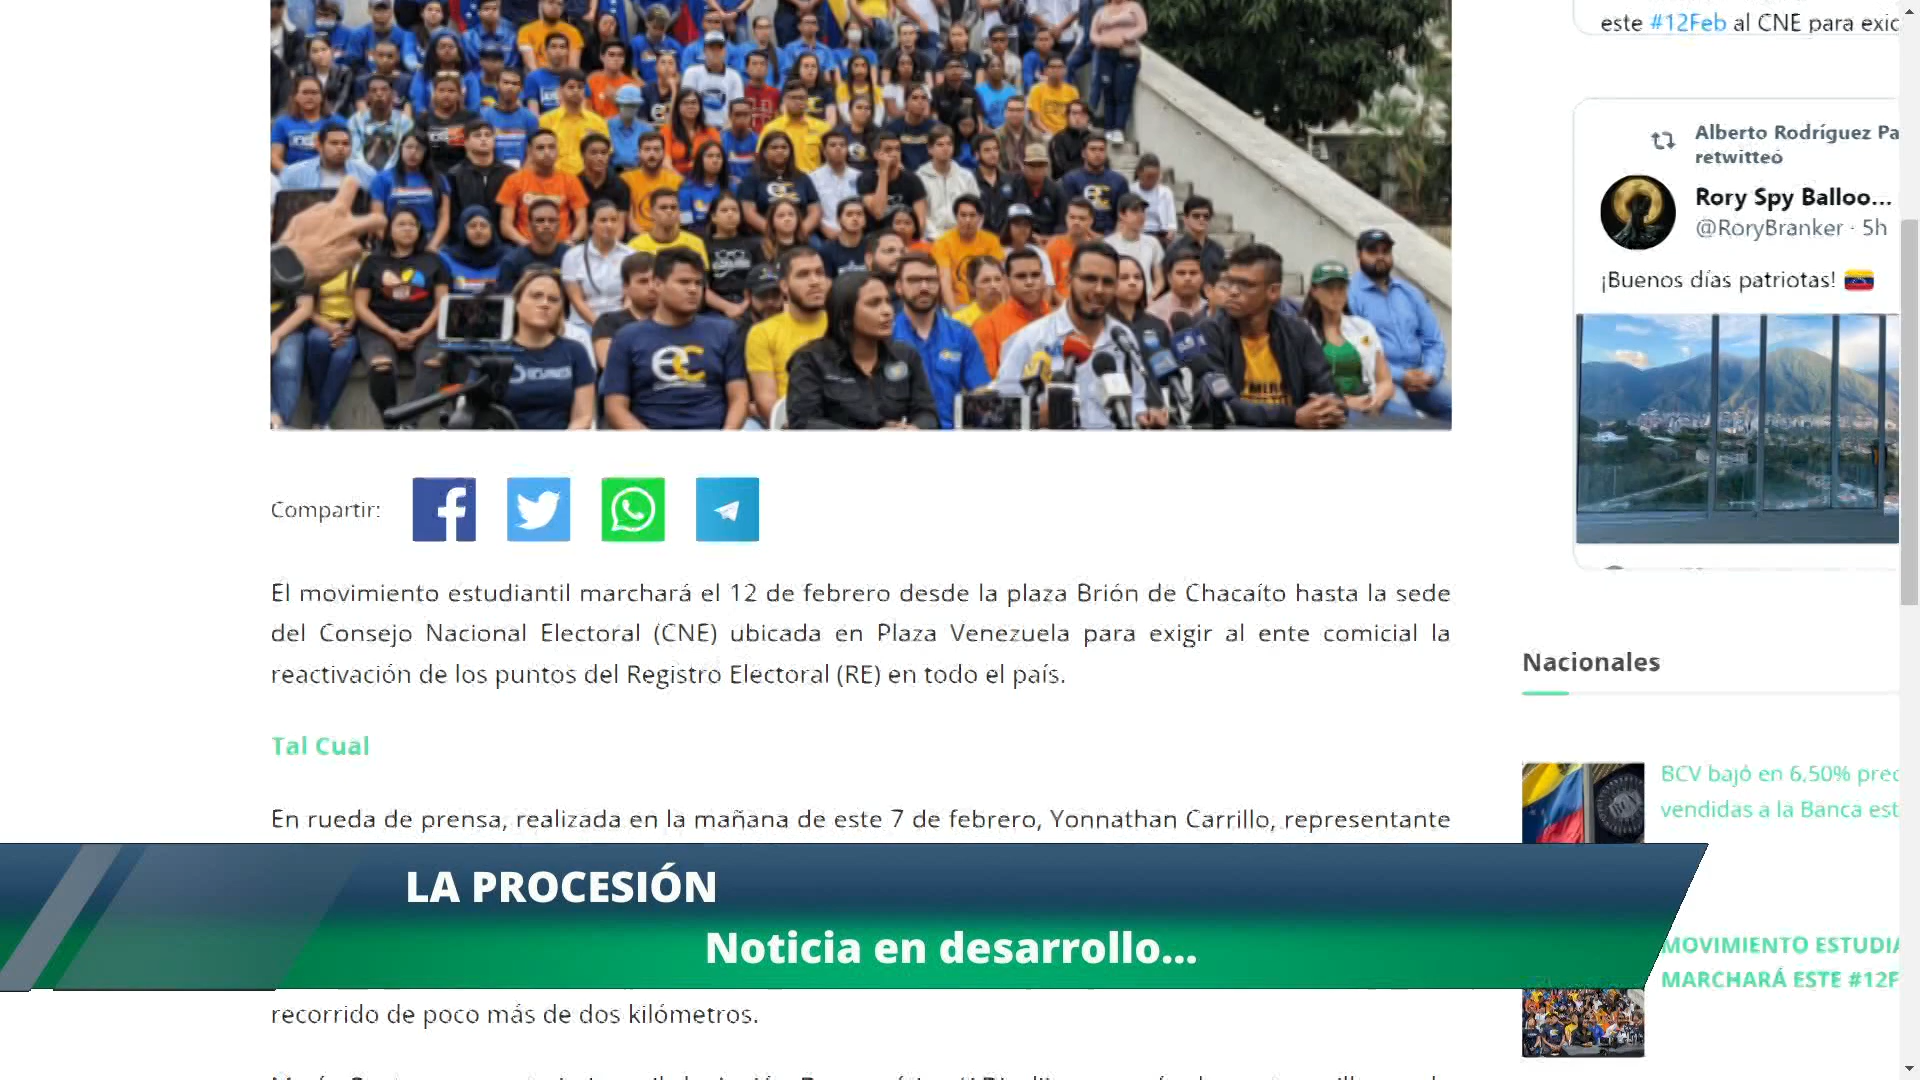 este #12Feb al CNE para exic
Alberto Rodríguez Pa
retwitteó
Rory Spy Balloo...
@RoryBranker · 5h
¡Buenos días patriotas!
Compartir:
El movimiento estudiantil marchará el 12 de febrero desde la plaza Brión de Chacaíto hasta la sede
del Consejo Nacional Electoral (CNE) ubicada en Plaza Venezuela para exigir al ente comicial la
reactivación de los puntos del Registro Electoral (RE) en todo el país.
Tal Cual
En rueda de prensa, realizada en la mañana de este 7 de febrero, Yonnathan Carrillo, representante
recorrido de poco más de dos kilómetros.
Nacionales
BCV bajó en 6,50% prec
vendidas a la Banca est
MOVIMIENTO ESTUDIA
MARCHARÁ ESTE #12F
LA PROCESIÓN
Noticia en desarrollo...